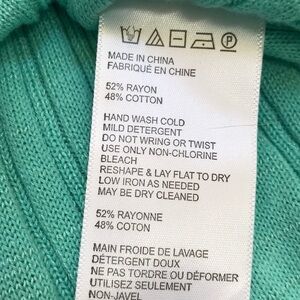 MADE IN CHINA
FABRIQUÉ EN CHINE
52% RAYON
48% COTTON
HAND WASH COLD
MILD DETERGENT
DO NOT WRING OR TWIST
USE ONLY NON-CHLORINE
BLEACH
RESHAPE & LAY FLAT TO DRY
LOW IRON AS NEEDED
MAY BE DRY CLEANED
52% RAYONNE
48% COTTON
MAIN FROIDE DE LAVAGE
DÉTERGENT DOUX
NE PAS TORDRE OU DÉFORMER
UTILISEZ SEULEMENT
NON-JAVEL